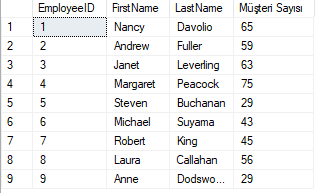 EmployeeID FirstName LastName Müşteri Sayısı
1 1 Nancy Davolio 65
2 2 Andrew Fuller 59
3 3 Janet Leverling 63
4 4 Margaret Peacock 75
5 5 Steven Buchanan 29
6 6 Michael Suyama 43
7 7 Robert King 45
8 8 Laura Callahan 56
9 9 Anne Dodswo... 29